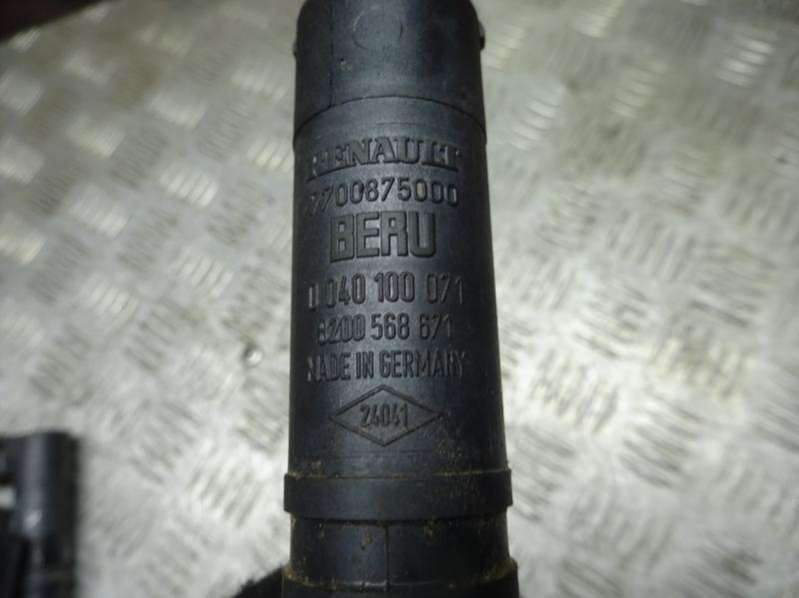 RENAULT
7700875000
BERU
0 040 100 071
8200 568 671
MADE IN GERMANY
24041